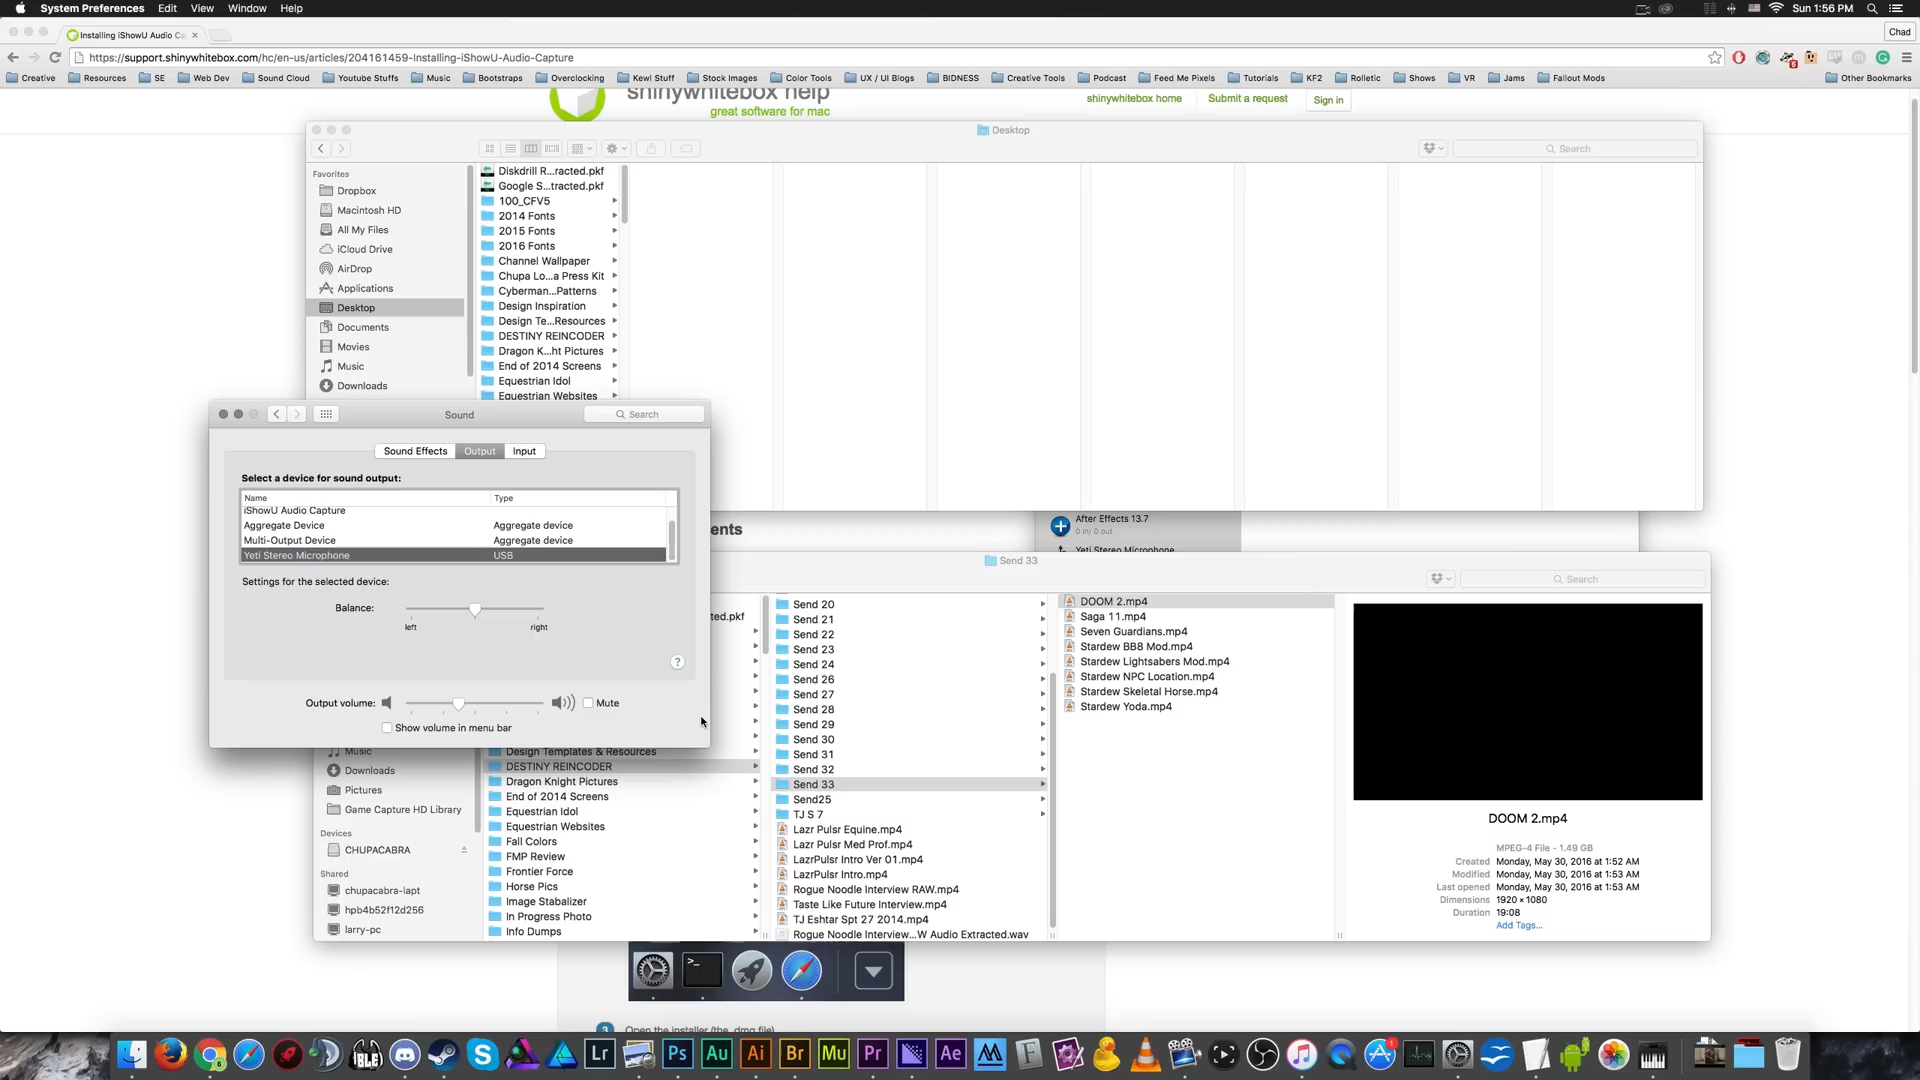 System Preferences Edit View Window Help
Sun 1:56 PM
Installing iShowU Audio Ca
Chad
https://support.shinywhitebox.com/hc/en-us/articles/204161459-Installing-iShowU-Audio-Capture
Creative Resources SE Web Dev Sound Cloud Youtube Stuffs Music Bootstraps Overclocking Kewl Stuff Stock Images Color Tools UX / UI Blogs BIDNESS Creative Tools Podcast Feed Me Pixels Tutorials KF2 Rolletic Shows VR Jams Fallout Mods Other Bookmarks
shinywhitebox help
great software for mac
shinywhitebox home Submit a request Sign in
Desktop
Search
Favorites
Dropbox
Macintosh HD
All My Files
iCloud Drive
AirDrop
Applications
Desktop
Documents
Movies
Music
Downloads
Diskdrill R...racted.pkf
Google S...tracted.pkf
100_CFV5
2014 Fonts
2015 Fonts
2016 Fonts
Channel Wallpaper
Chupa Lo...a Press Kit
Cyberman...Patterns
Design Inspiration
Design Te...Resources
DESTINY REINCODER
Dragon K...ht Pictures
End of 2014 Screens
Equestrian Idol
Equestrian Websites
Sound
Search
Sound Effects Output Input
Select a device for sound output:
Name Type
iShowU Audio Capture
Aggregate Device Aggregate device
Multi-Output Device Aggregate device
Yeti Stereo Microphone USB
Settings for the selected device:
Balance:
left right
?
Output volume: Mute
Show volume in menu bar
ents
After Effects 13.7
0 in/ 0 out
Yeti Stereo Microphone
Send 33
Search
Music
Downloads
Pictures
Game Capture HD Library
Devices
CHUPACABRA
Shared
chupacabra-lapt
hpb4b52f12d256
larry-pc
ted.pkf
Design Templates & Resources
DESTINY REINCODER
Dragon Knight Pictures
End of 2014 Screens
Equestrian Idol
Equestrian Websites
Fall Colors
FMP Review
Frontier Force
Horse Pics
Image Stabalizer
In Progress Photo
Info Dumps
Send 20
Send 21
Send 22
Send 23
Send 24
Send 26
Send 27
Send 28
Send 29
Send 30
Send 31
Send 32
Send 33
Send25
TJ S 7
Lazr Pulsr Equine.mp4
Lazr Pulsr Med Prof.mp4
LazrPulsr Intro Ver 01.mp4
LazrPulsr Intro.mp4
Rogue Noodle Interview RAW.mp4
Taste Like Future Interview.mp4
TJ Eshtar Spt 27 2014.mp4
Rogue Noodle Interview...W Audio Extracted.wav
DOOM 2.mp4
Saga 11.mp4
Seven Guardians.mp4
Stardew BB8 Mod.mp4
Stardew Lightsabers Mod.mp4
Stardew NPC Location.mp4
Stardew Skeletal Horse.mp4
Stardew Yoda.mp4
DOOM 2.mp4
MPEG-4 File - 1.49 GB
Created Monday, May 30, 2016 at 1:52 AM
Modified Monday, May 30, 2016 at 1:53 AM
Last opened Monday, May 30, 2016 at 1:53 AM
Dimensions 1920 × 1080
Duration 19:08
Add Tags...
3 Open the installer (the .dmg file)
IBLE Lr Ps Au Ai Br Mu Pr Ae F